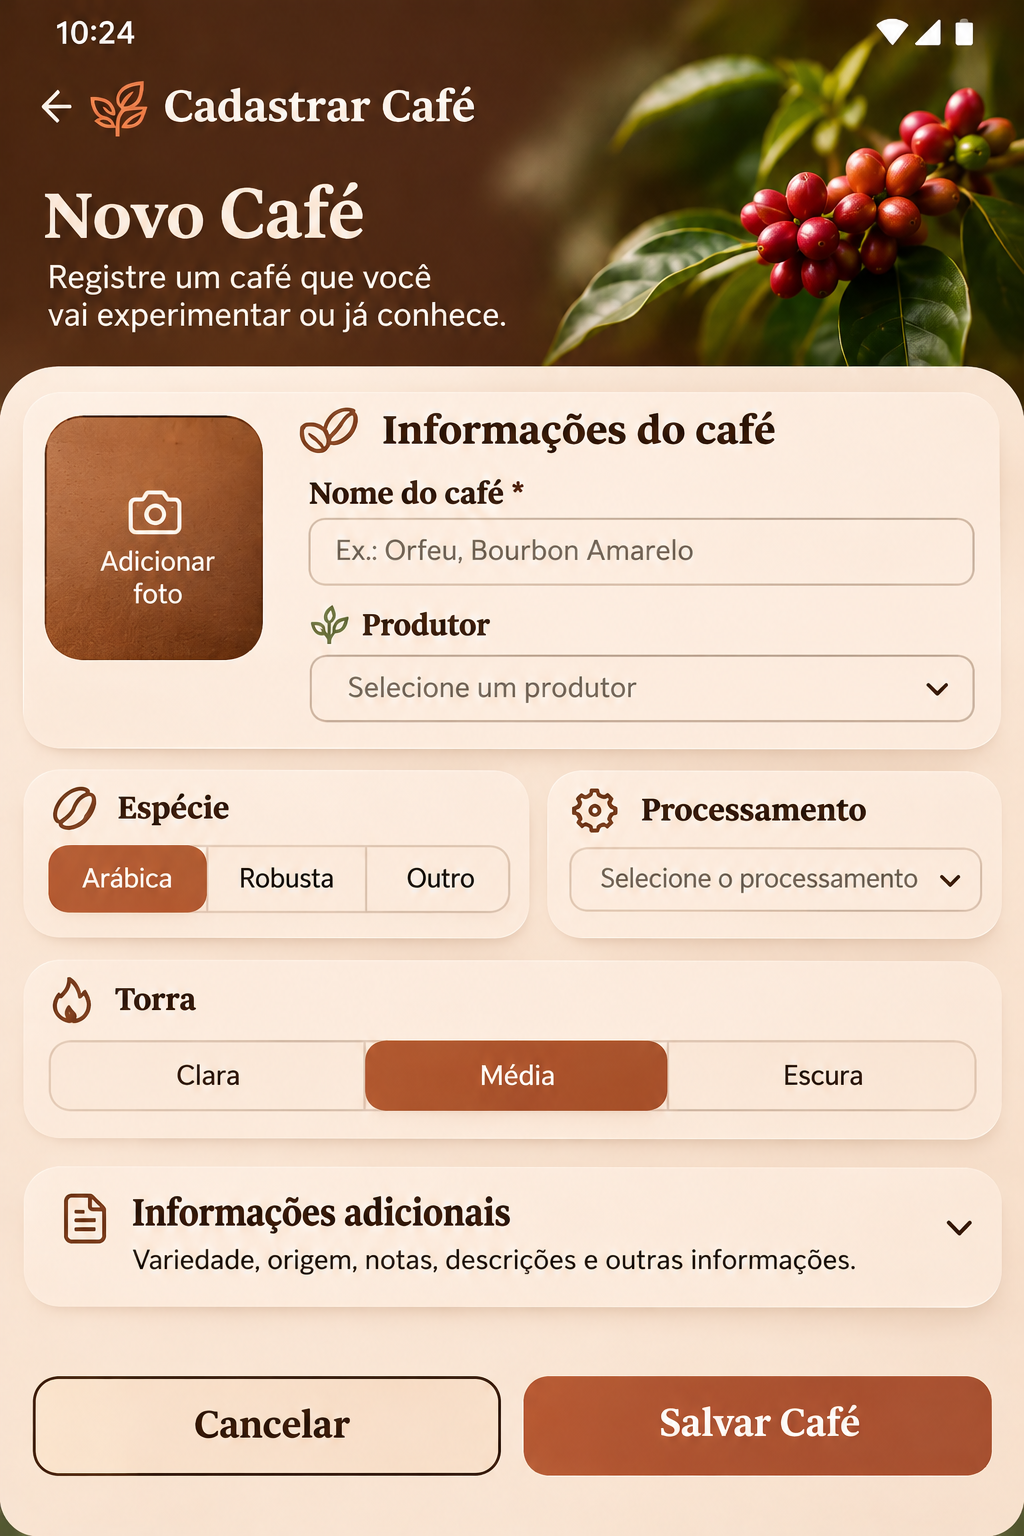 10:24
Cadastrar Café
Novo Café
Registre um café que você
vai experimentar ou já conhece.
Adicionar
foto
Informações do café
Nome do café *
Ex.: Orfeu, Bourbon Amarelo
Produtor
Selecione um produtor
Espécie
Arábica
Robusta
Outro
Processamento
Selecione o processamento
Torra
Clara
Média
Escura
Informações adicionais
Variedade, origem, notas, descrições e outras informações.
Cancelar
Salvar Café